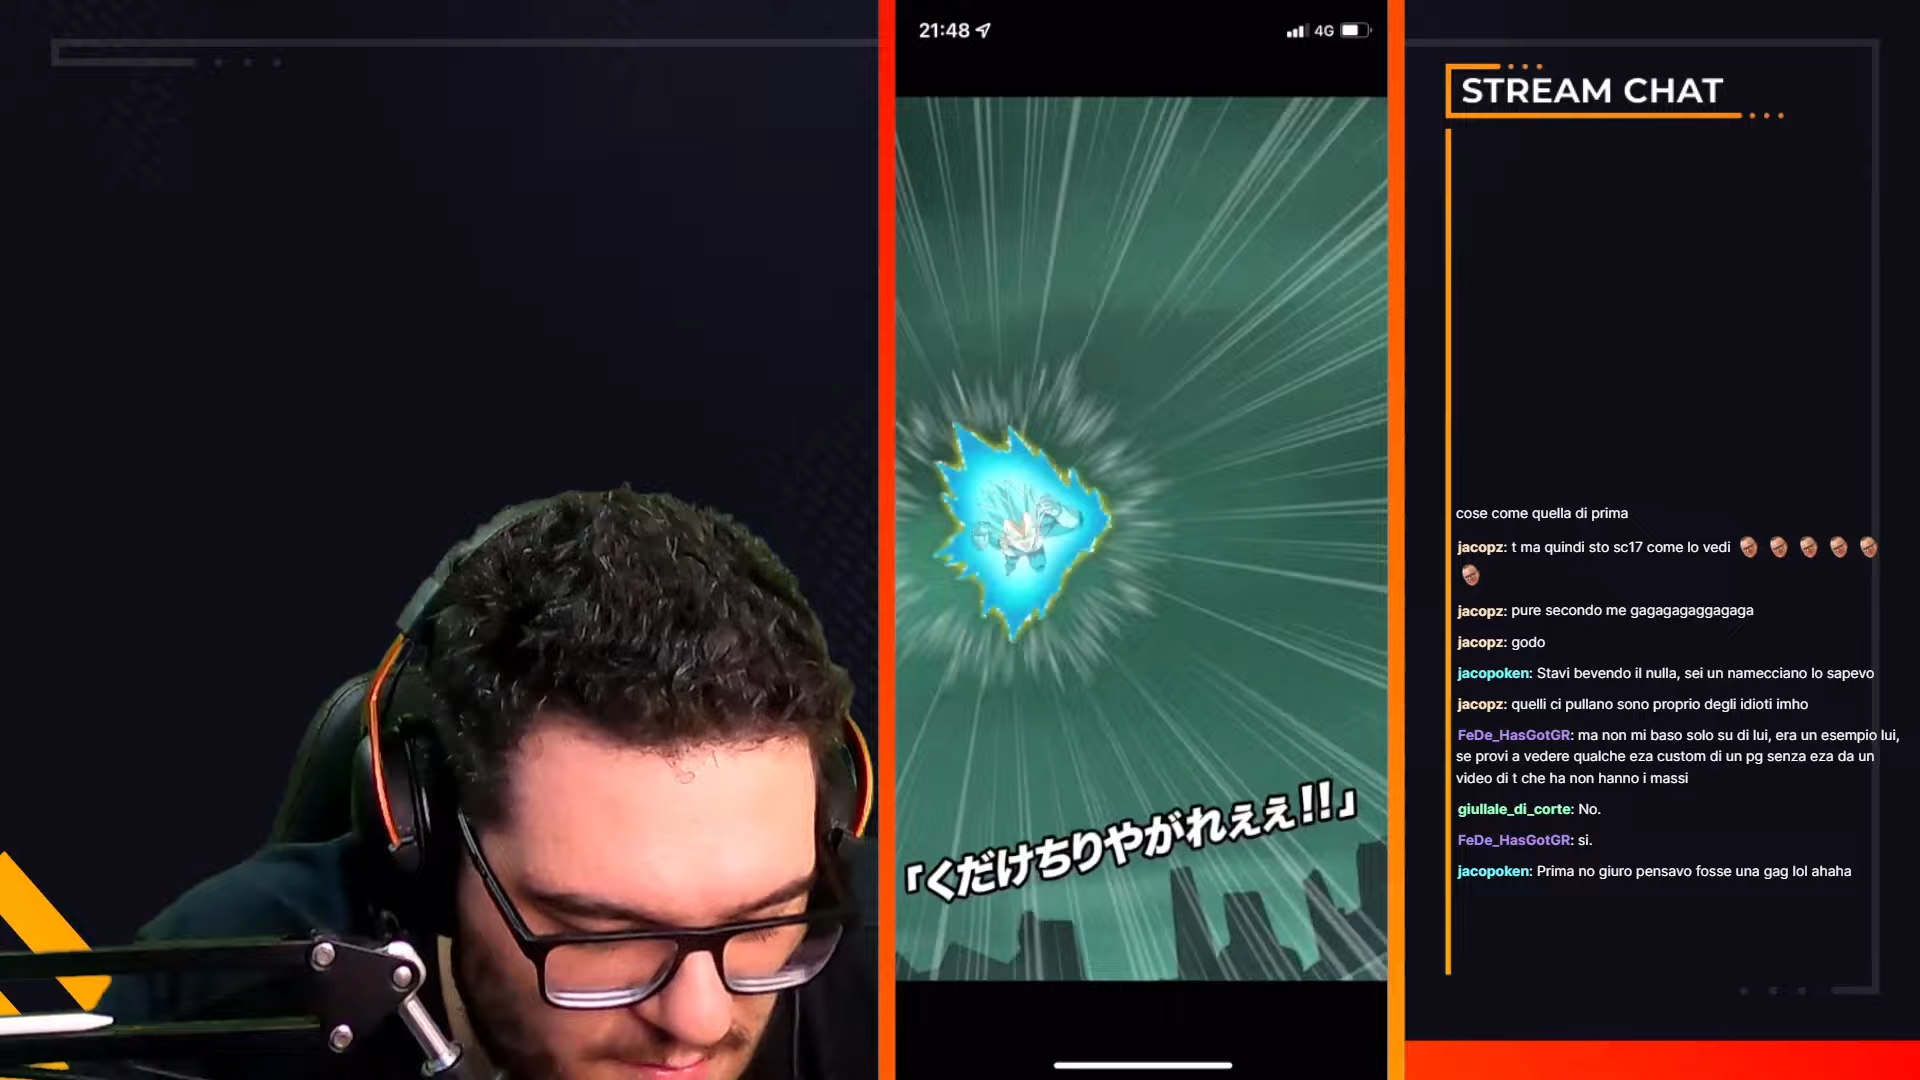 21:48
4G
STREAM CHAT
「くだけちりやがれぇぇ!!」
cose come quella di prima
jacopz: t ma quindi sto sc17 come lo vedi
jacopz: pure secondo me gagagagaggagaga
jacopz: godo
jacopoken: Stavi bevendo il nulla, sei un namecciano lo sapevo
jacopz: quelli ci pullano sono proprio degli idioti imho
FeDe_HasGotGR: ma non mi baso solo su di lui, era un esempio lui,
se provi a vedere qualche eza custom di un pg senza eza da un
video di t che ha non hanno i massi
giullale_di_corte: No.
FeDe_HasGotGR: si.
jacopoken: Prima no giuro pensavo fosse una gag lol ahaha